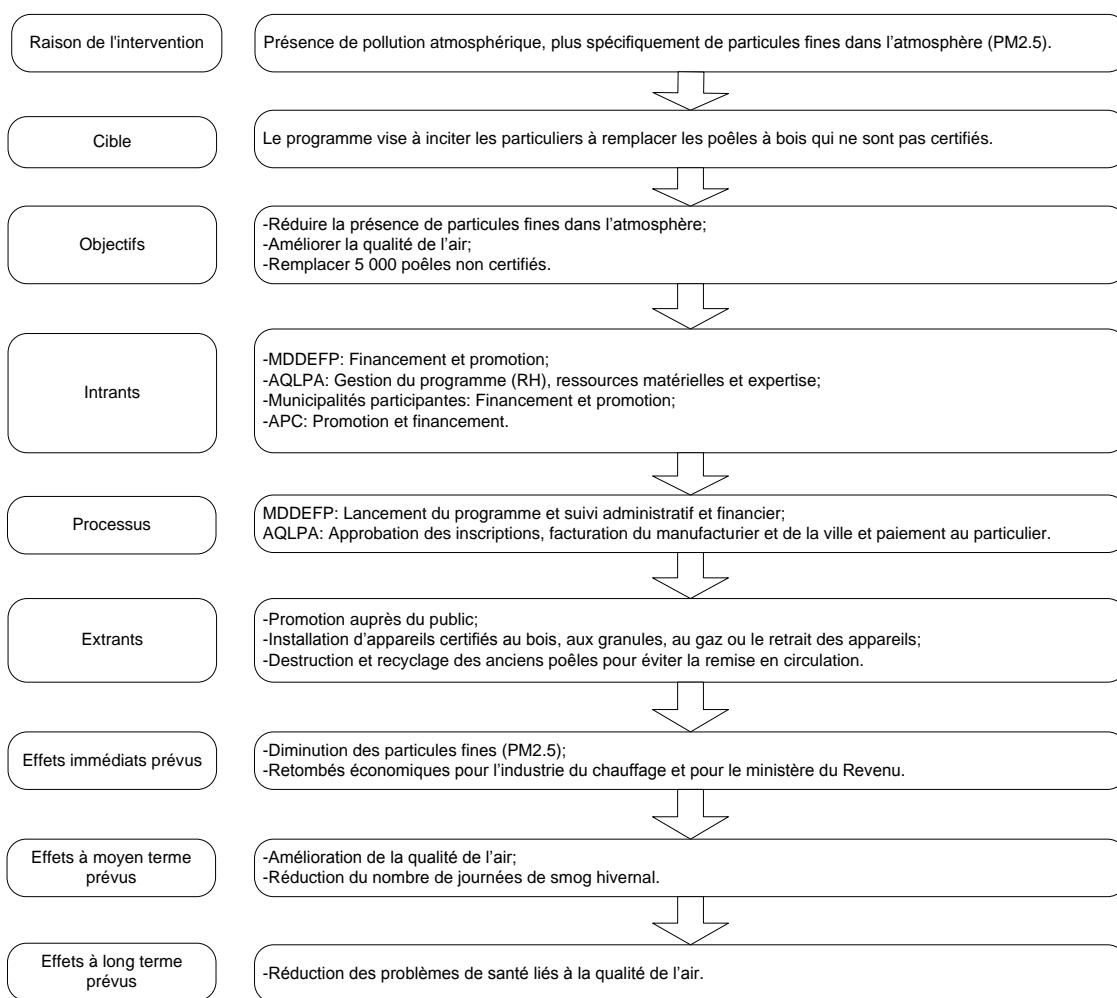 Raison de l'intervention
Présence de pollution atmosphérique, plus spécifiquement de particules fines dans l’atmosphère (PM2.5).
Cible
Le programme vise à inciter les particuliers à remplacer les poêles à bois qui ne sont pas certifiés.
Objectifs
-Réduire la présence de particules fines dans l’atmosphère;
-Améliorer la qualité de l’air;
-Remplacer 5 000 poêles non certifiés.
Intrants
-MDDEFP: Financement et promotion;
-AQLPA: Gestion du programme (RH), ressources matérielles et expertise;
-Municipalités participantes: Financement et promotion;
-APC: Promotion et financement.
Processus
MDDEFP: Lancement du programme et suivi administratif et financier;
AQLPA: Approbation des inscriptions, facturation du manufacturier et de la ville et paiement au particulier.
Extrants
-Promotion auprès du public;
-Installation d’appareils certifiés au bois, aux granules, au gaz ou le retrait des appareils;
-Destruction et recyclage des anciens poêles pour éviter la remise en circulation.
Effets immédiats prévus
-Diminution des particules fines (PM2.5);
-Retombés économiques pour l’industrie du chauffage et pour le ministère du Revenu.
Effets à moyen terme
prévus
-Amélioration de la qualité de l’air;
-Réduction du nombre de journées de smog hivernal.
Effets à long terme
prévus
-Réduction des problèmes de santé liés à la qualité de l’air.